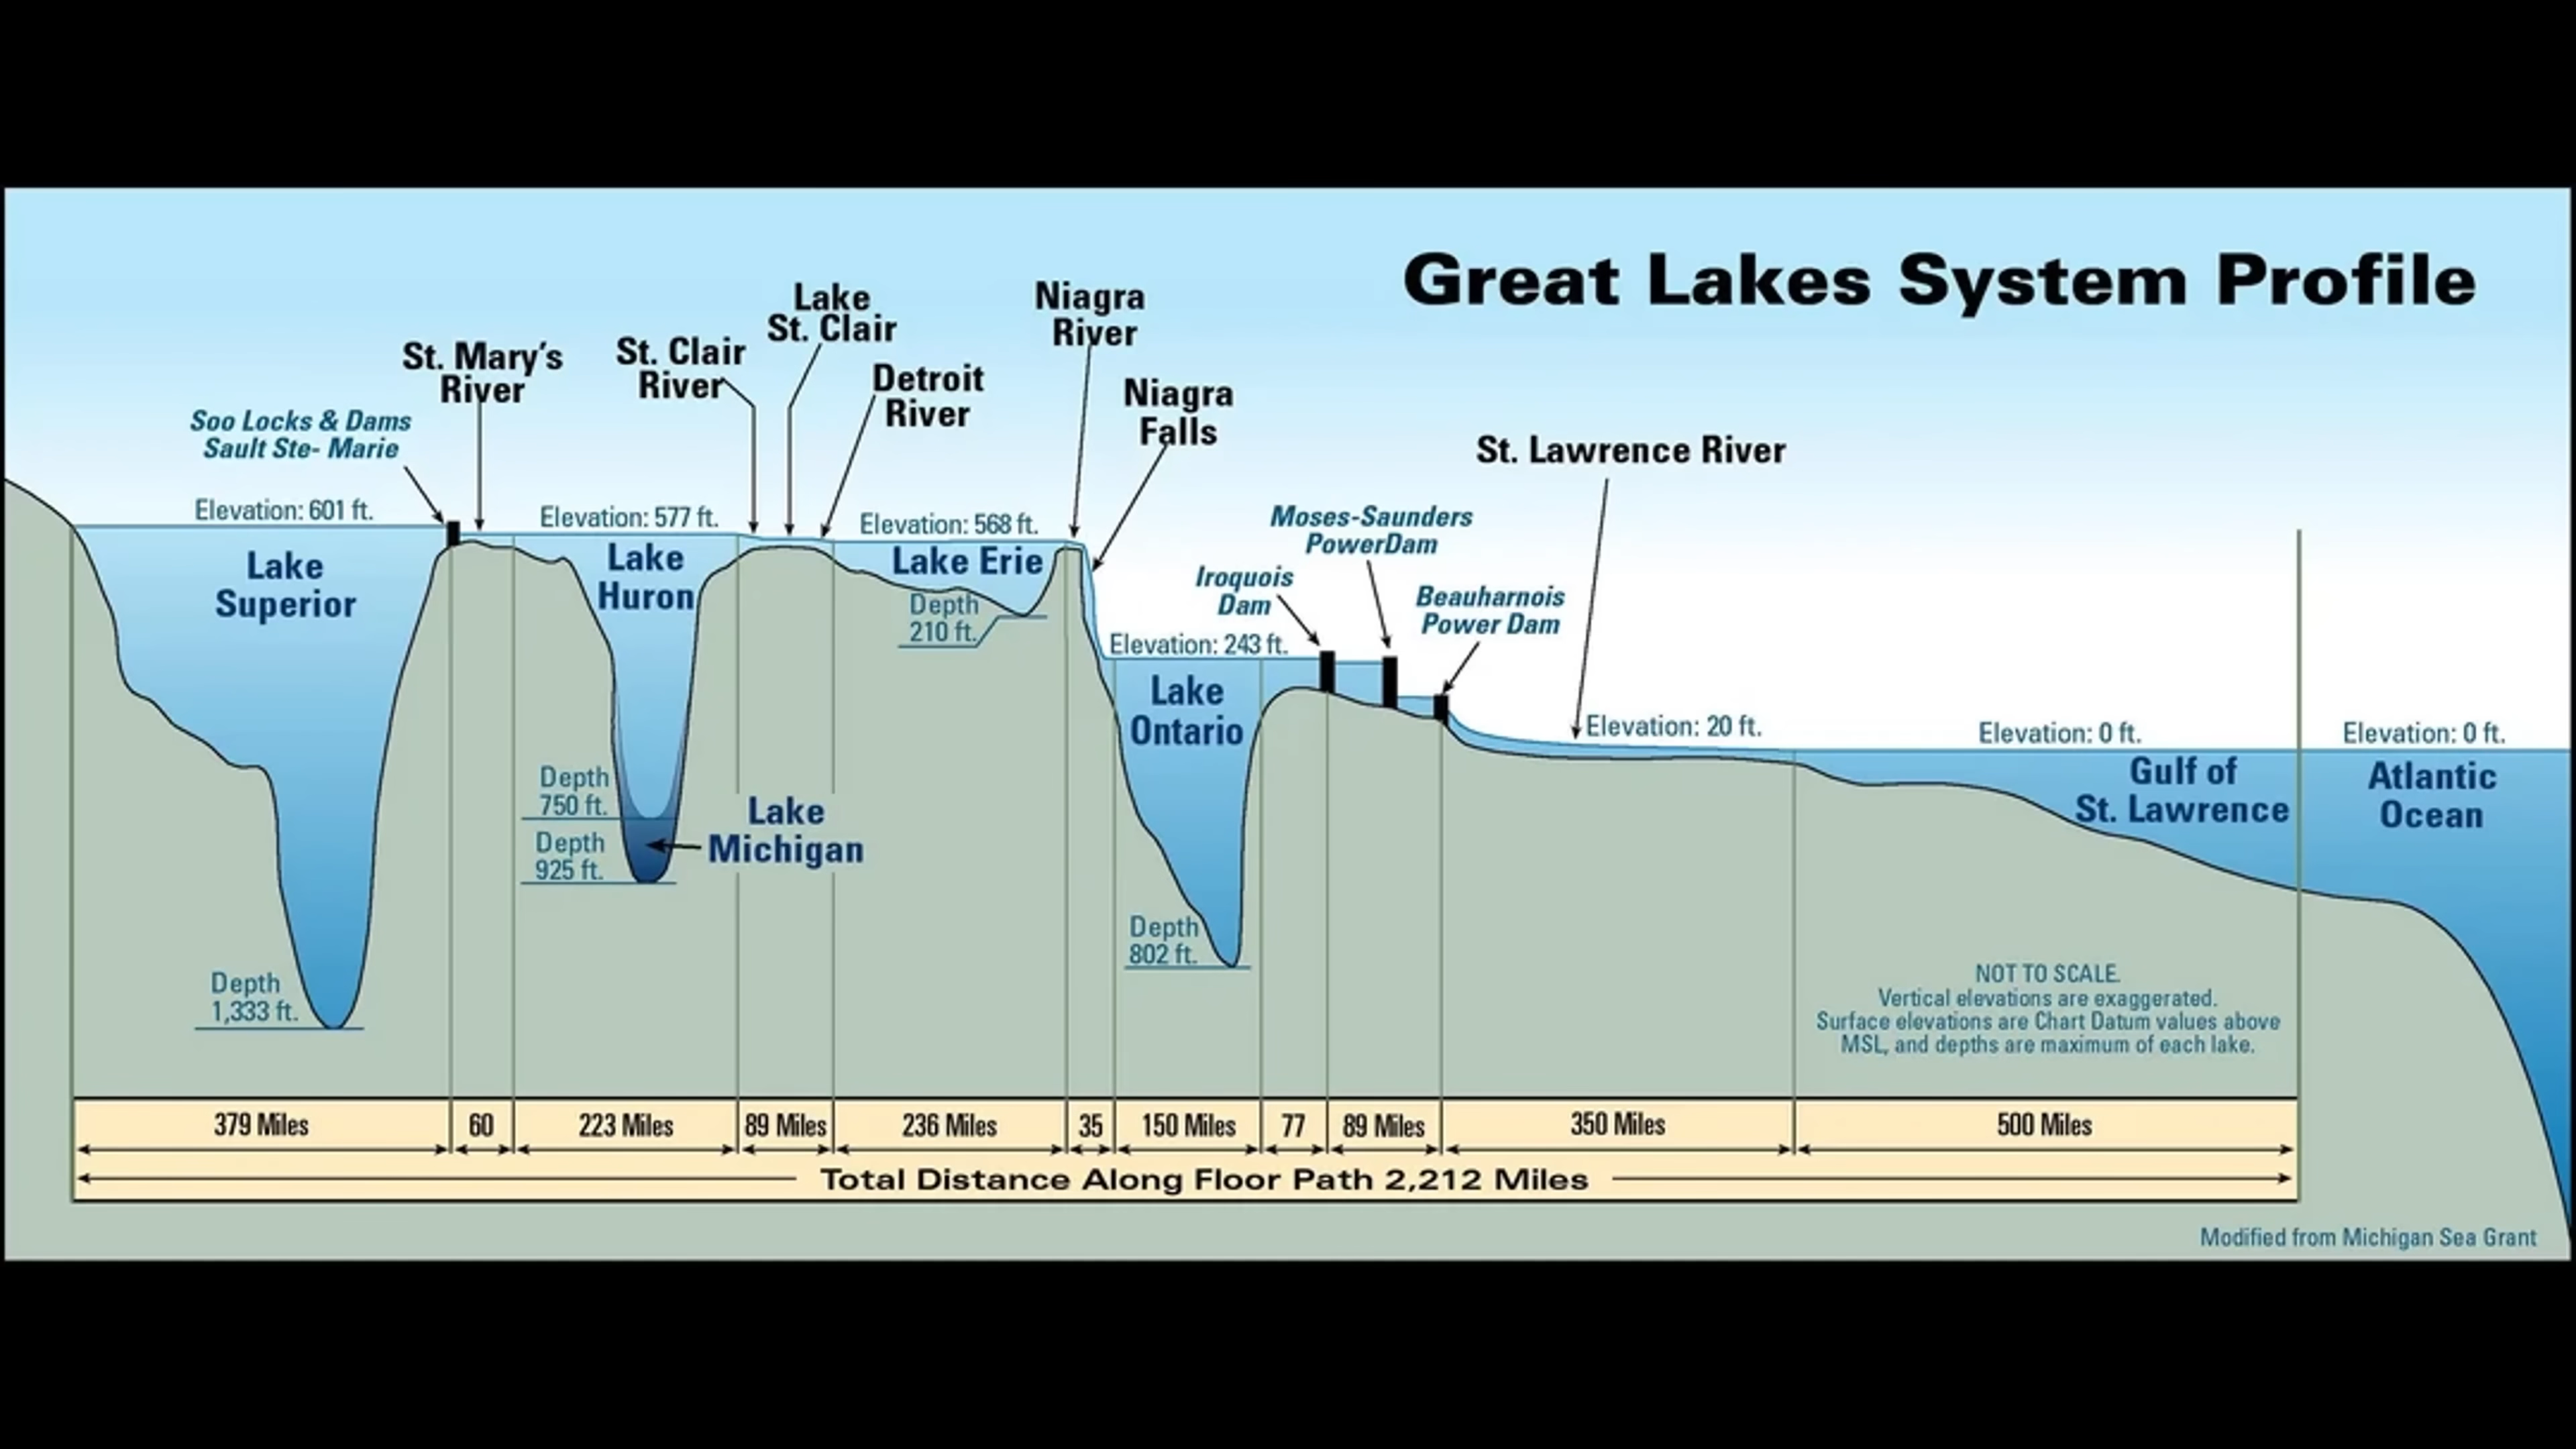 Great Lakes System Profile
Niagra
River
Lake
St. Clair
St. Mary's
River
St. Clair
River
Detroit
River
Niagra
Falls
Soo Locks & Dams
Sault Ste- Marie
St. Lawrence River
Moses-Saunders
PowerDam
Iroquois
Dam
Beauharnois
Power Dam
Elevation: 601 ft.
Elevation: 577 ft.
Elevation: 568 ft.
Elevation: 243 ft.
Elevation: 20 ft.
Elevation: 0 ft.
Elevation: 0 ft.
Lake
Superior
Lake
Huron
Lake Erie
Depth
210 ft.
Lake
Ontario
Gulf of
St. Lawrence
Atlantic
Ocean
Depth
750 ft.
Depth
925 ft.
Lake
Michigan
Depth
802 ft.
Depth
1,333 ft.
NOT TO SCALE.
Vertical elevations are exaggerated.
Surface elevations are Chart Datum values above
MSL, and depths are maximum of each lake.
379 Miles
60
223 Miles
89 Miles
236 Miles
35
150 Miles
77
89 Miles
350 Miles
500 Miles
Total Distance Along Floor Path 2,212 Miles
Modified from Michigan Sea Grant